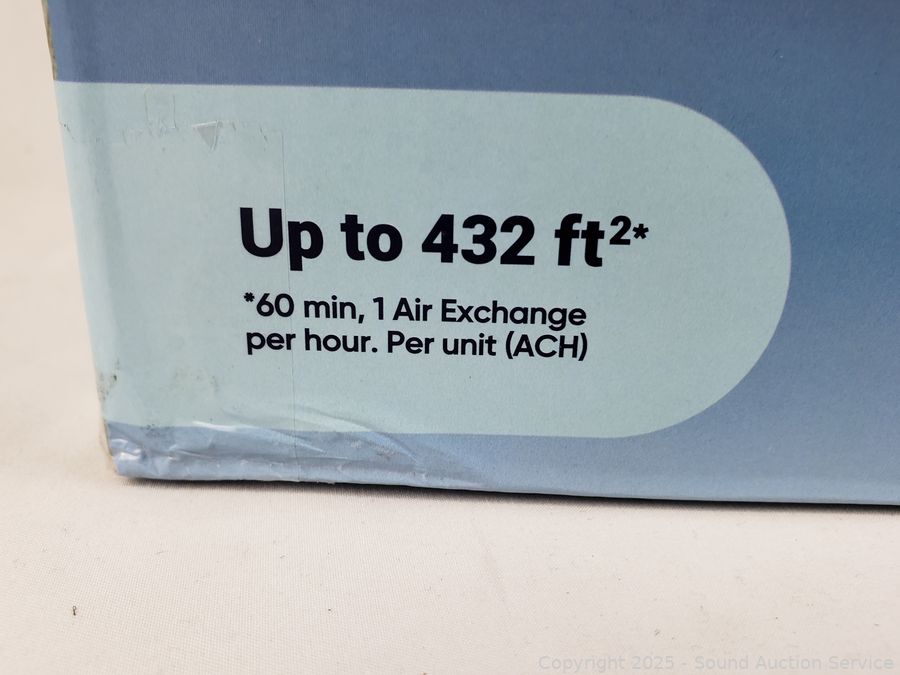 Up to 432 ft²*
*60 min, 1 Air Exchange
per hour. Per unit (ACH)
Copyright 2025 - Sound Auction Service